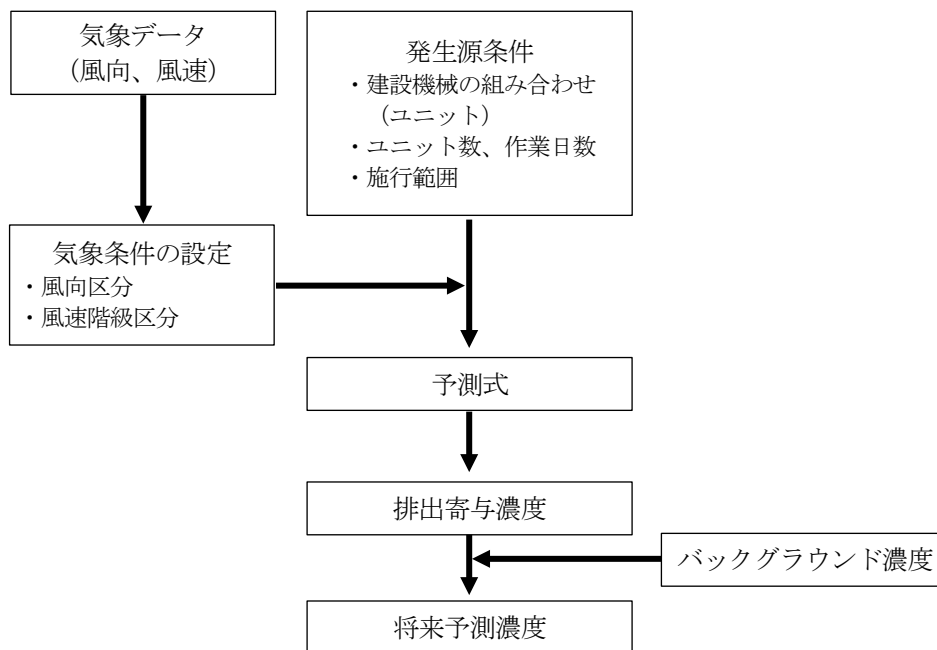 気象データ
（風向、風速）
発生源条件
・建設機械の組み合わせ
（ユニット）
・ユニット数、作業日数
・施行範囲
気象条件の設定
・風向区分
・風速階級区分
予測式
排出寄与濃度
バックグラウンド濃度
将来予測濃度